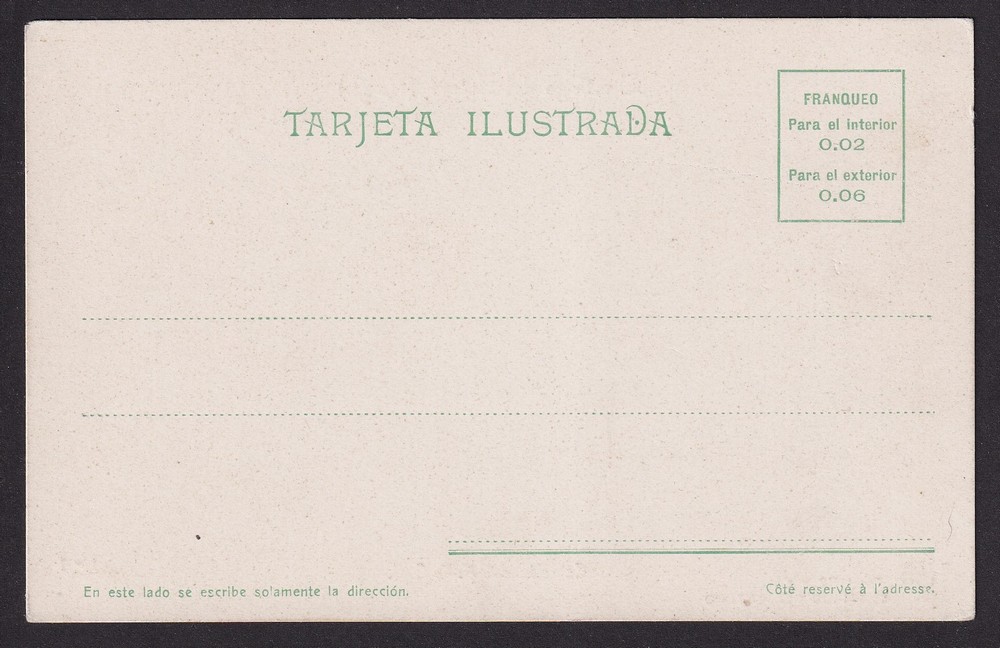 TARJETA ILUSTRADA
FRANQUEO
Para el interior
0.02
Para el exterior
0.06
En este lado se escribe solamente la dirección.
Côté reservé à l'adresse.